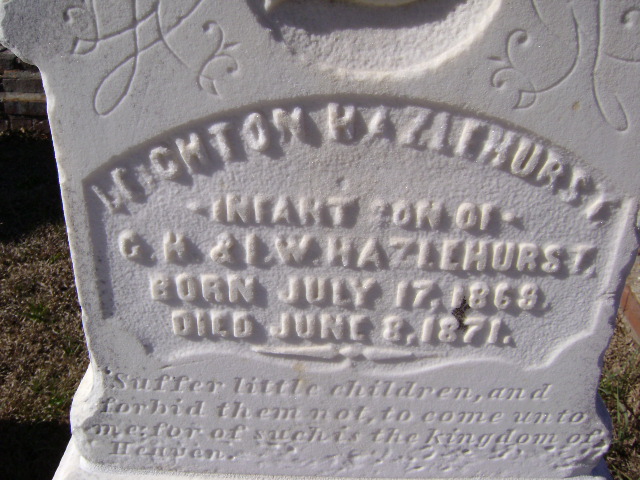 LEIGHTON HAZLEHURST
INFANT SON OF
G. H. & L. W. HAZLEHURST.
BORN JULY 17, 1869.
DIED JUNE 8, 1871.
"Suffer little children, and
forbid them not, to come unto
me: for of such is the kingdom of
Heaven.